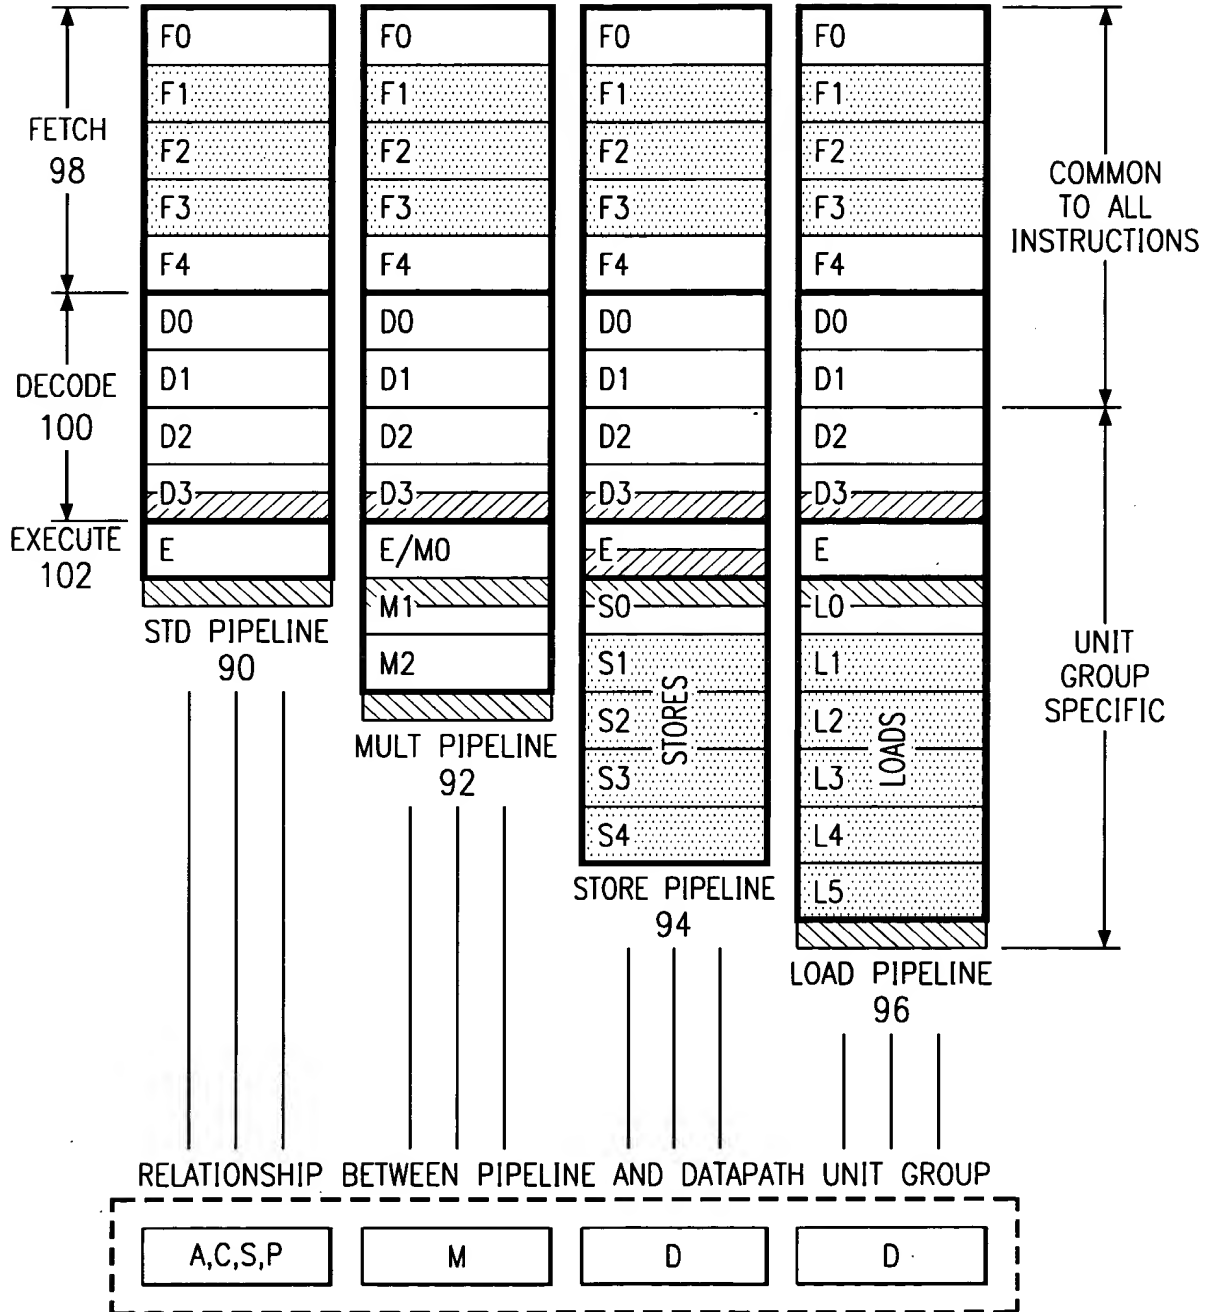 F0 F0 F0 F0
F1 F1 F1 F1
FETCH
98
F2 F2 F2 F2
F3 F3 F3 F3
F4 F4 F4 F4
COMMON
TO ALL
INSTRUCTIONS
D0 D0 D0 D0
D1 D1 D1 D1
DECODE
100
D2 D2 D2 D2
D3 D3 D3 D3
EXECUTE
102
E E/M0 E E
M1 S0 L0
STD PIPELINE
90
M2 S1 L1
UNIT
GROUP
SPECIFIC
S2 L2
STORES
LOADS
MULT PIPELINE
92
S3 L3
S4 L4
STORE PIPELINE
94
L5
LOAD PIPELINE
96
RELATIONSHIP BETWEEN PIPELINE AND DATAPATH UNIT GROUP
A,C,S,P M D D